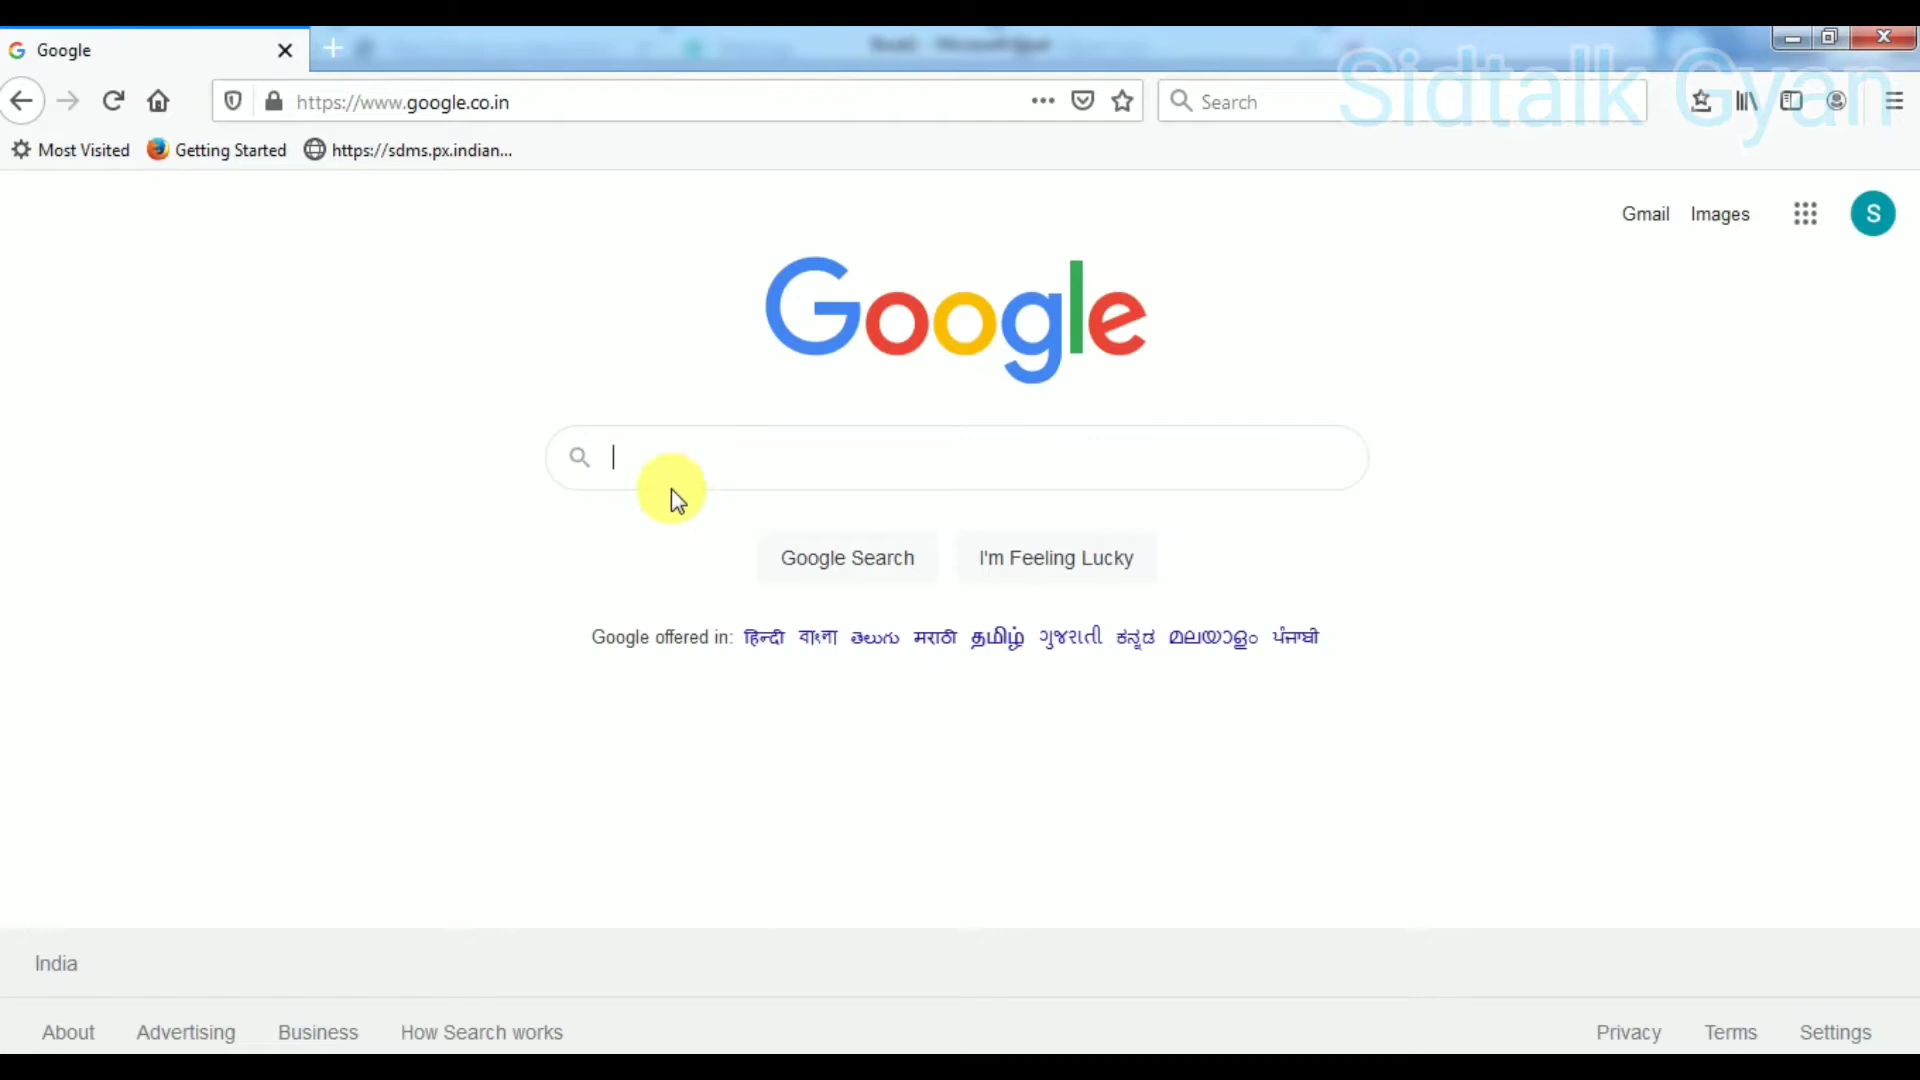 Google
Sidtalk Gyan
https://www.google.co.in
Search
Most Visited Getting Started https://sdms.px.indian...
Gmail Images S
Google
Google Search I'm Feeling Lucky
Google offered in: हिन्दी বাংলা తెలుగు मराठी தமிழ் ગુજરાતી ಕನ್ನಡ മലയാളം ਪੰਜਾਬੀ
India
About Advertising Business How Search works Privacy Terms Settings